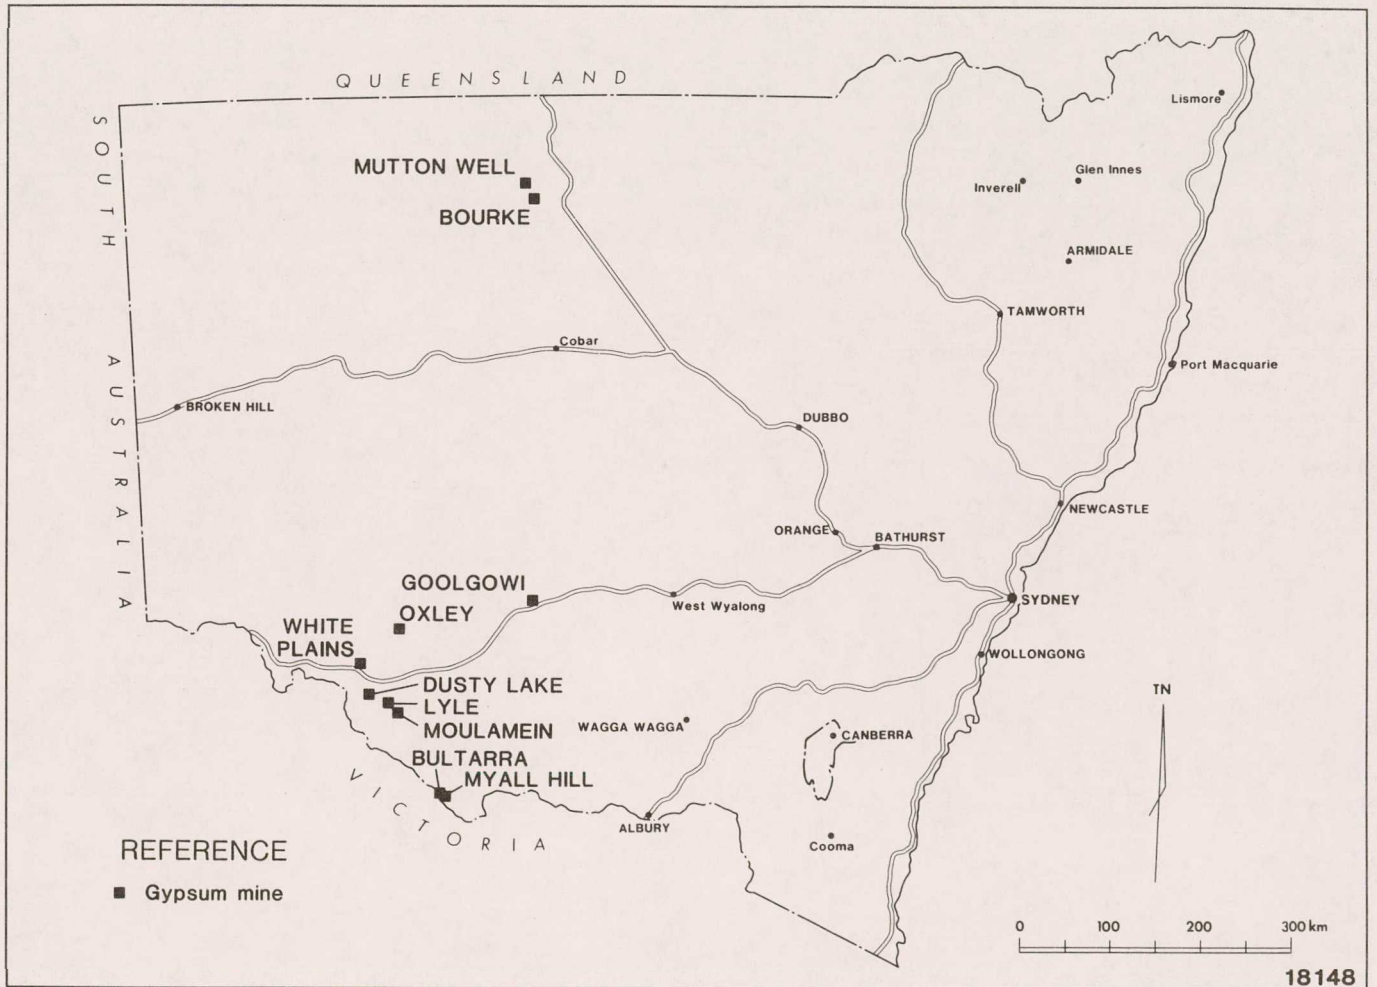 QUEENSLAND
SOUTH AUSTRALIA
Lismore
MUTTON WELL
BOURKE
Inverell
Glen Innes
ARMIDALE
TAMWORTH
Cobar
Port Macquarie
BROKEN HILL
DUBBO
NEWCASTLE
ORANGE
BATHURST
GOOLGOWI
OXLEY
West Wyalong
SYDNEY
WHITE
PLAINS
WOLLONGONG
DUSTY LAKE
LYLE
MOULAMEIN
WAGGA WAGGA
CANBERRA
TN
BULTARRA
MYALL HILL
VICTORIA
ALBURY
Cooma
REFERENCE
Gypsum mine
0 100 200 300 km
18148